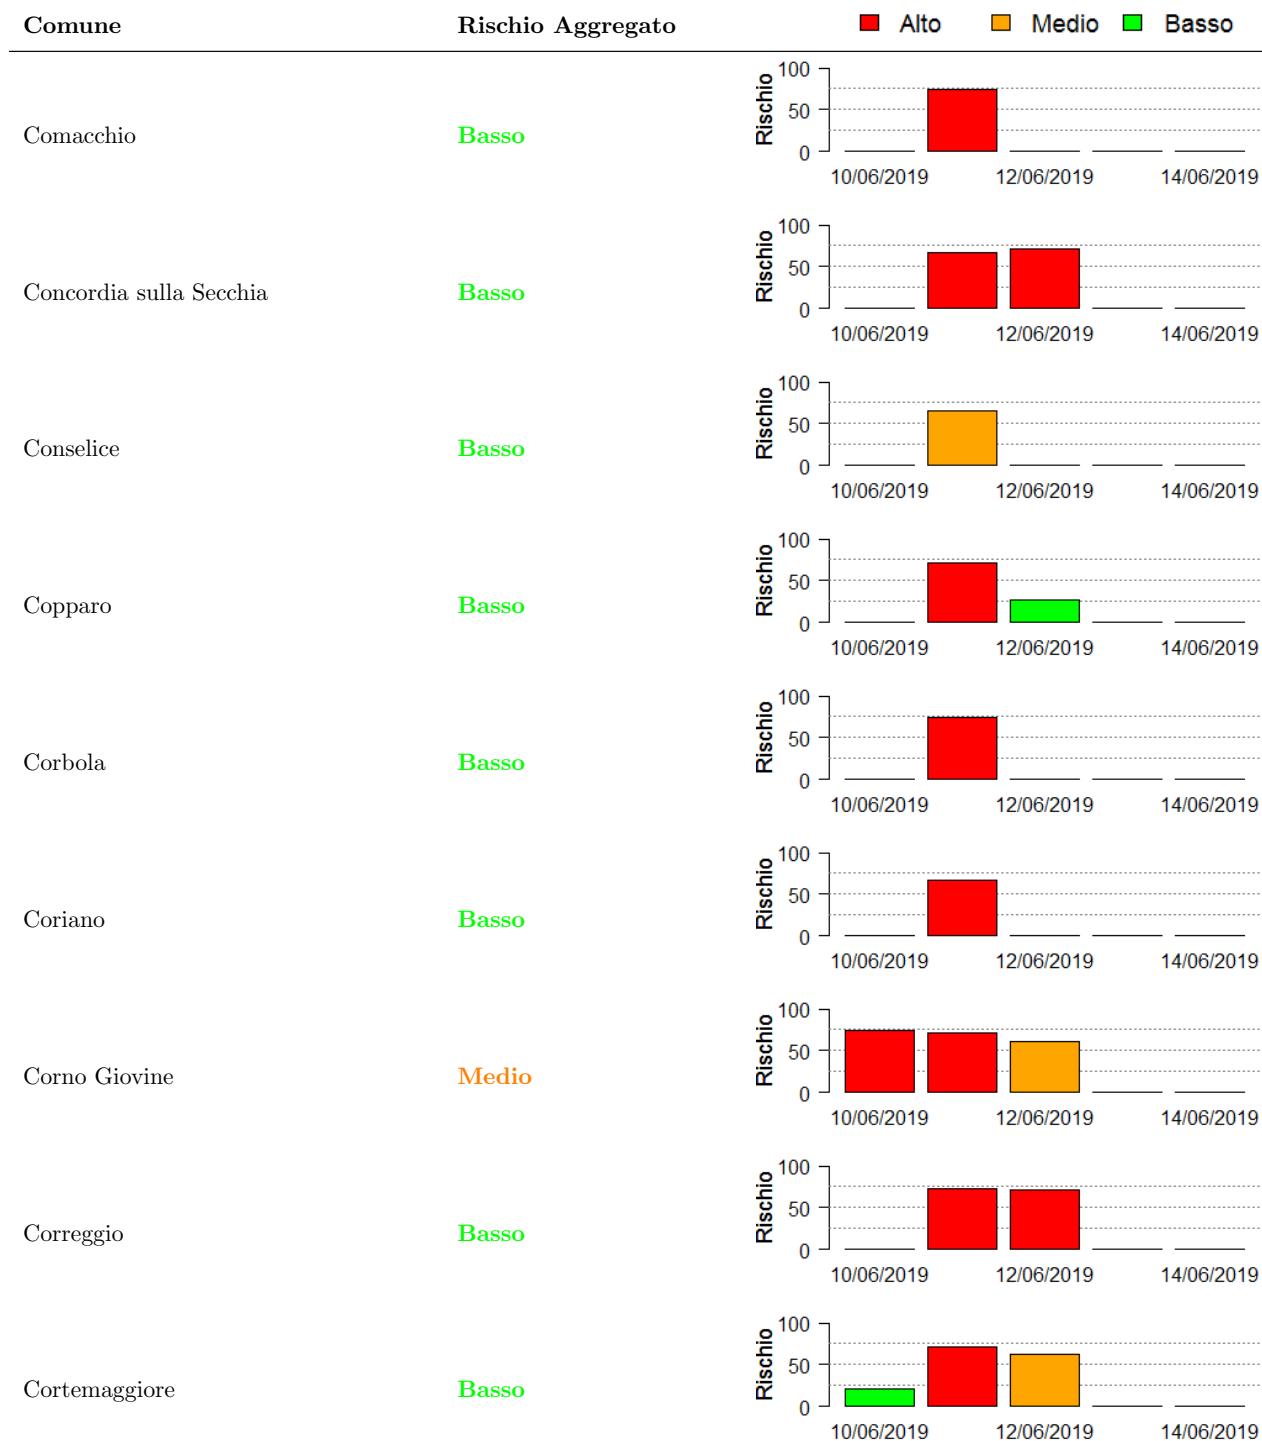 Comune Rischio Aggregato Alto Medio Basso
100
50
0
Rischio
Comacchio Basso
10/06/2019 12/06/2019 14/06/2019
100
50
0
Rischio
Concordia sulla Secchia Basso
10/06/2019 12/06/2019 14/06/2019
100
50
0
Rischio
Conselice Basso
10/06/2019 12/06/2019 14/06/2019
100
50
0
Rischio
Copparo Basso
10/06/2019 12/06/2019 14/06/2019
100
50
0
Rischio
Corbola Basso
10/06/2019 12/06/2019 14/06/2019
100
50
0
Rischio
Coriano Basso
10/06/2019 12/06/2019 14/06/2019
100
50
0
Rischio
Corno Giovine Medio
10/06/2019 12/06/2019 14/06/2019
100
50
0
Rischio
Correggio Basso
10/06/2019 12/06/2019 14/06/2019
100
50
0
Rischio
Cortemaggiore Basso
10/06/2019 12/06/2019 14/06/2019